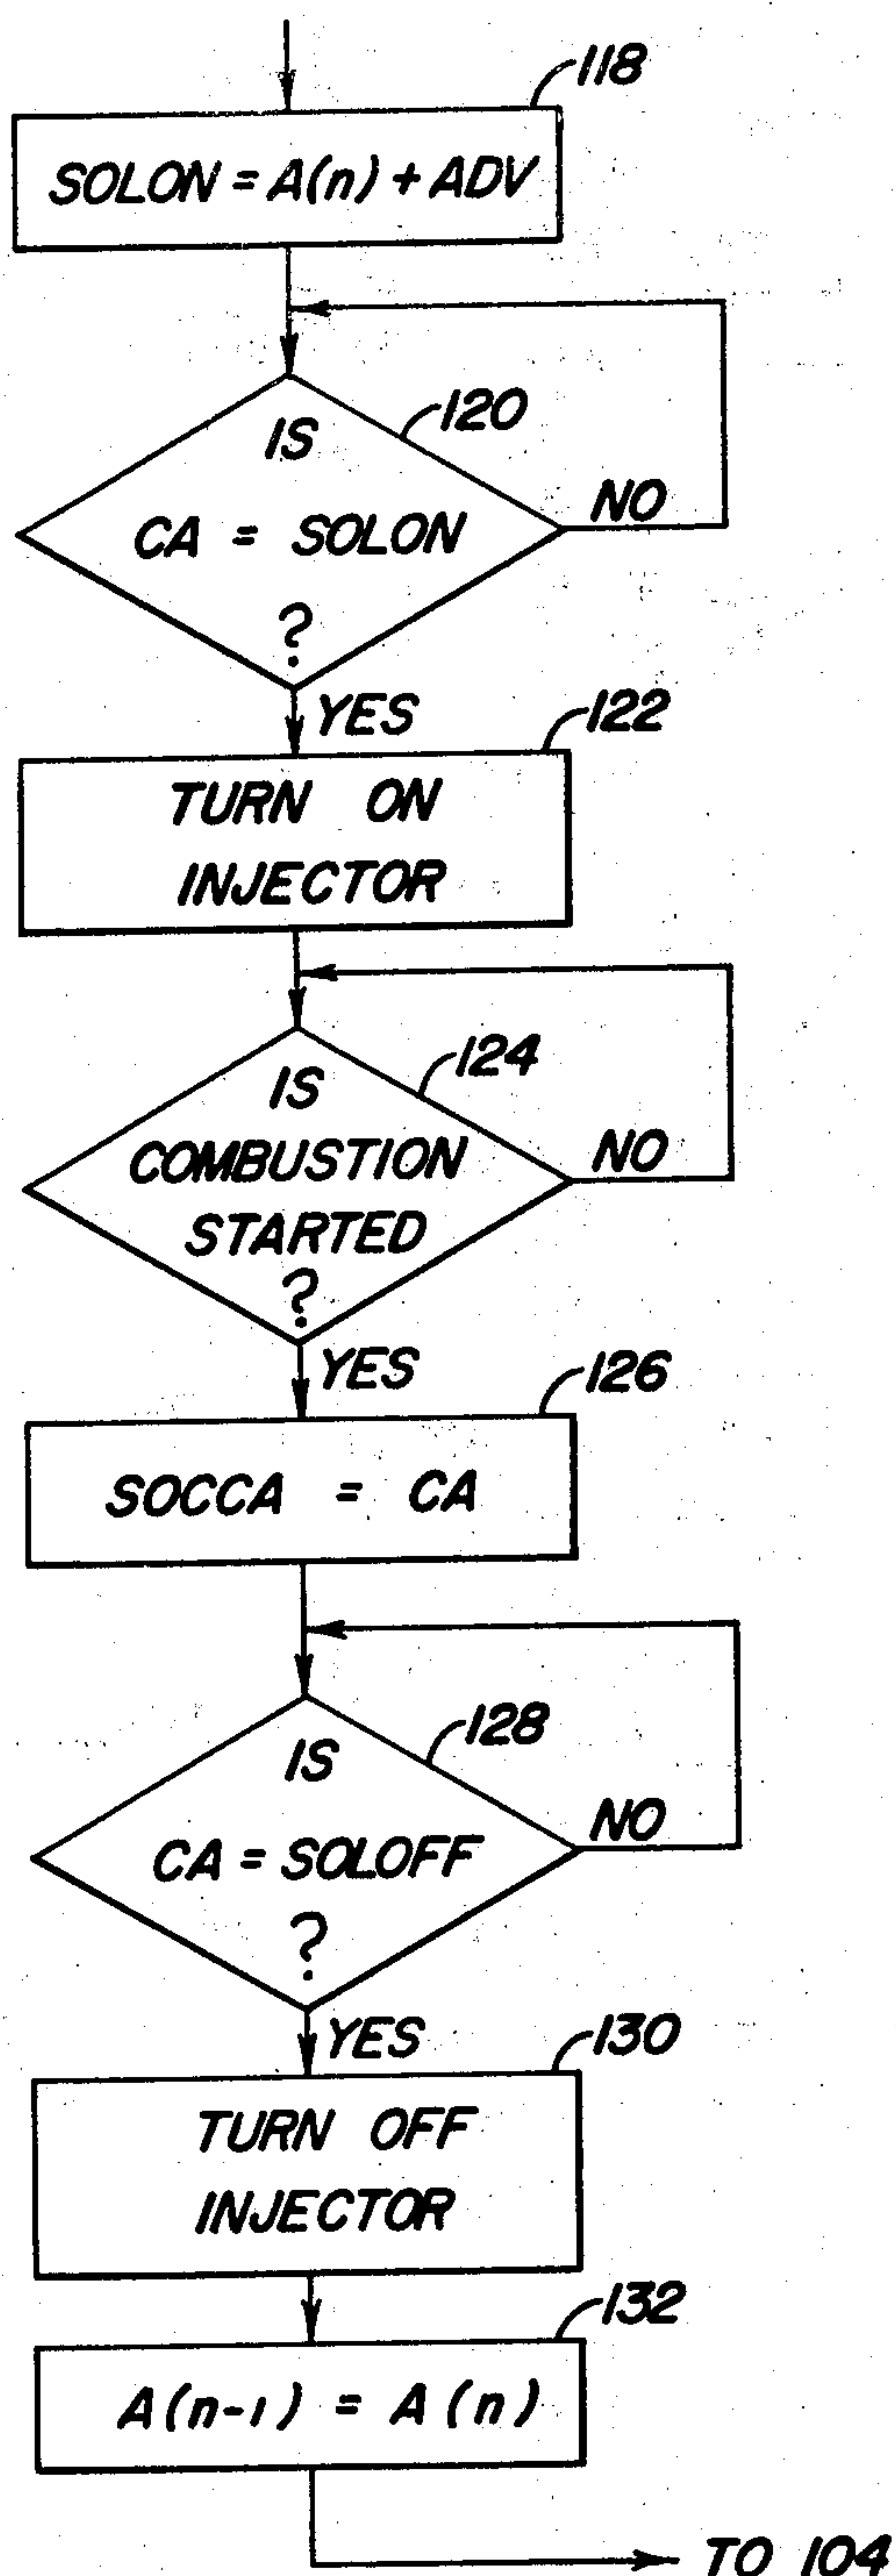 118
SOLON = A(n) + ADV
120
IS
CA = SOLON
?
NO
YES
122
TURN ON
INJECTOR
124
IS
COMBUSTION
STARTED
?
NO
YES
126
SOCCA = CA
128
IS
CA = SOLOFF
?
NO
YES
130
TURN OFF
INJECTOR
132
A(n-1) = A(n)
TO 104